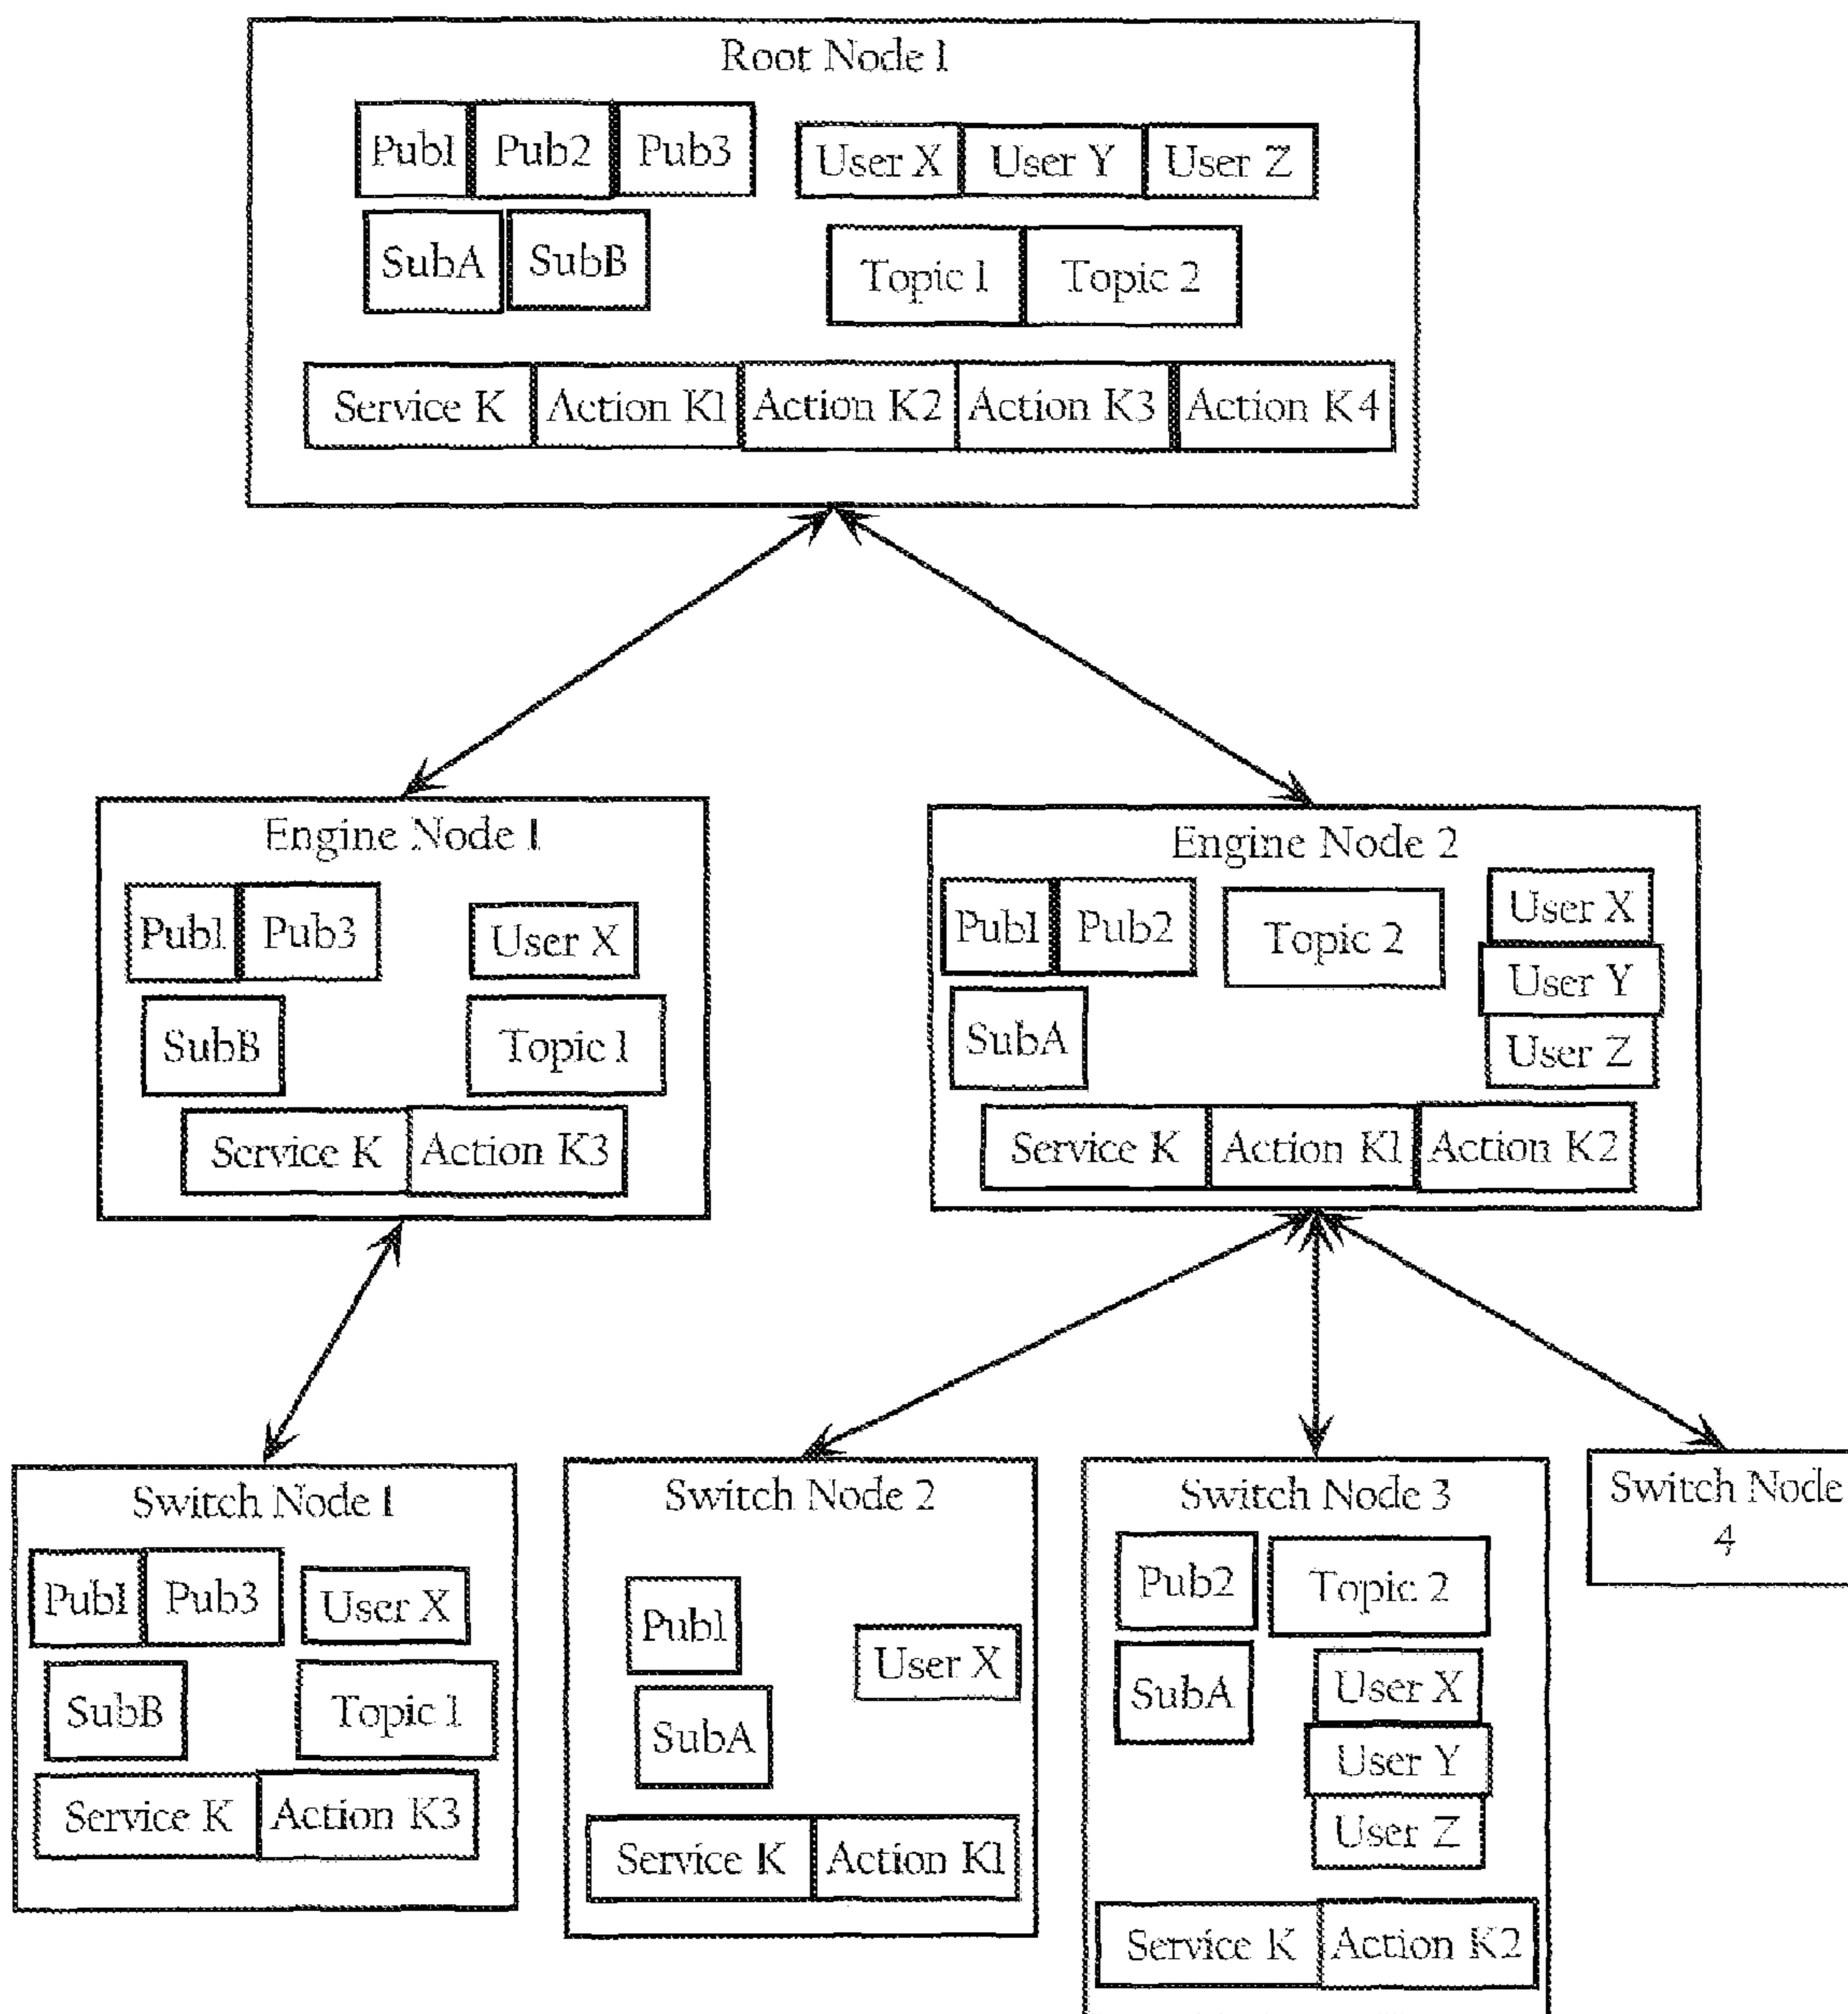 Root Node 1
Pub1 Pub2 Pub3
User X User Y User Z
SubA SubB
Topic 1 Topic 2
Service K Action K1 Action K2 Action K3 Action K4
Engine Node 1
Pub1 Pub3
User X
SubB
Topic 1
Service K Action K3
Engine Node 2
Pub1 Pub2
Topic 2
User X
User Y
User Z
SubA
Service K Action K1 Action K2
Switch Node 1
Pub1 Pub3
User X
SubB
Topic 1
Service K Action K3
Switch Node 2
Pub1
User X
SubA
Service K Action K1
Switch Node 3
Pub2
Topic 2
SubA
User X
User Y
User Z
Service K Action K2
Switch Node
4